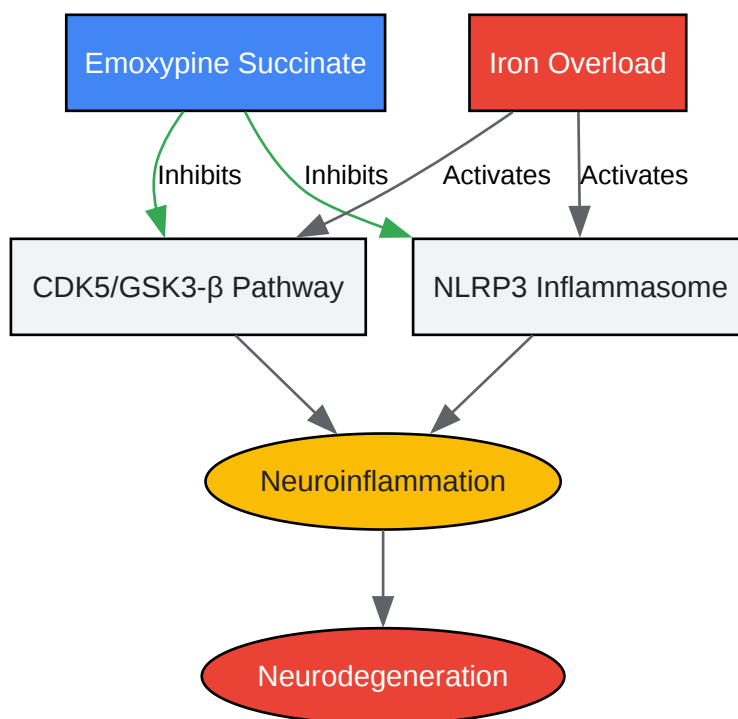 Emoxypine Succinate
Iron Overload
Inhibits
Inhibits
Activates
Activates
CDK5/GSK3-β Pathway
NLRP3 Inflammasome
Neuroinflammation
Neurodegeneration